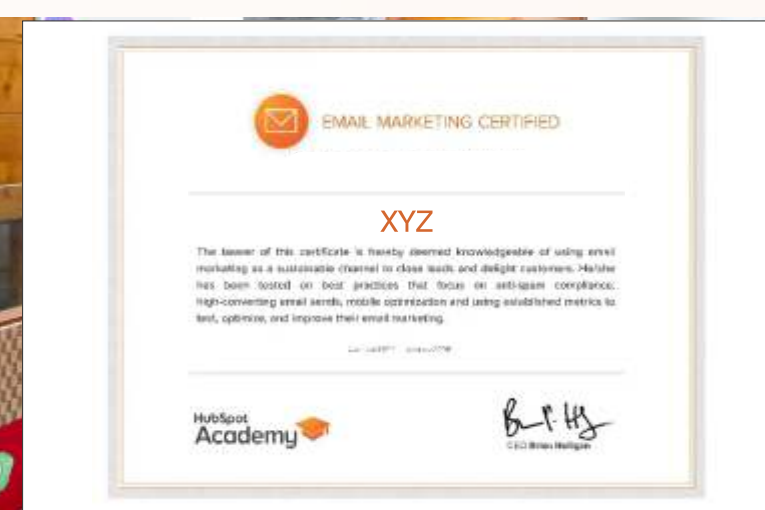 EMAIL MARKETING CERTIFIED
XYZ
The bearer of this certificate is hereby deemed knowledgeable of using email
marketing as a sustainable channel to close leads and delight customers. He/she
has been tested on best practices that focus on anti-spam compliance,
high-converting email sends, mobile optimization and using established metrics to
test, optimize, and improve their email marketing.
HubSpot
Academy
CEO Brian Halligan